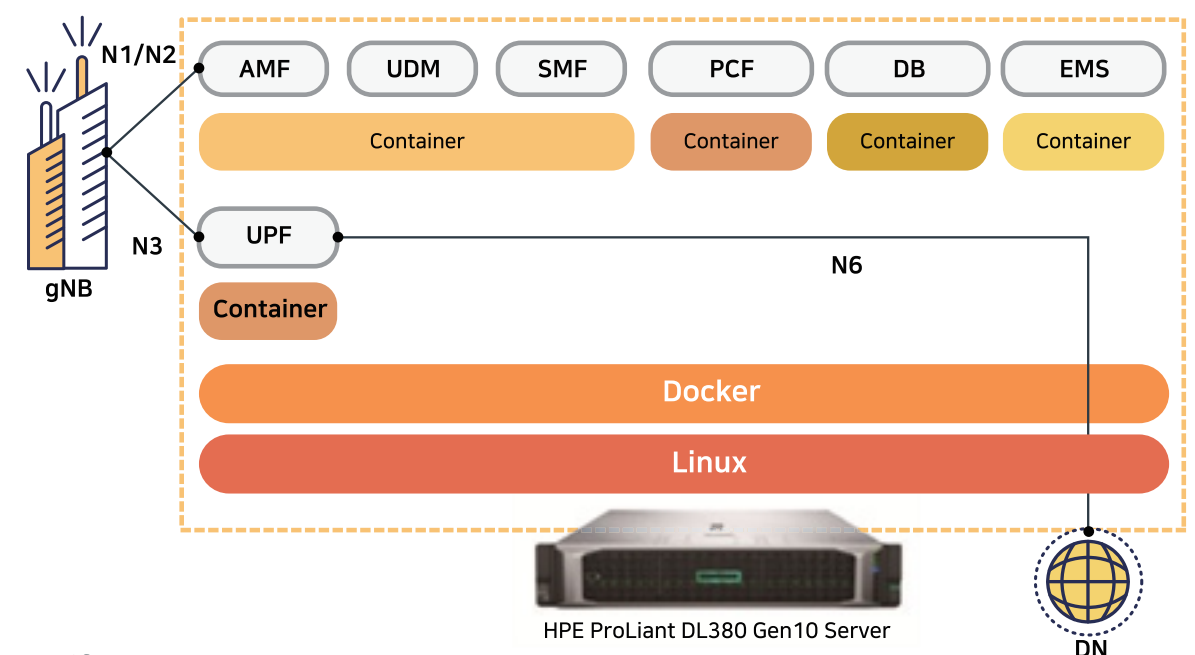 N1/N2
AMF
UDM
SMF
PCF
DB
EMS
Container
Container
Container
Container
N3
UPF
N6
gNB
Container
Docker
Linux
HPE ProLiant DL380 Gen10 Server
DN